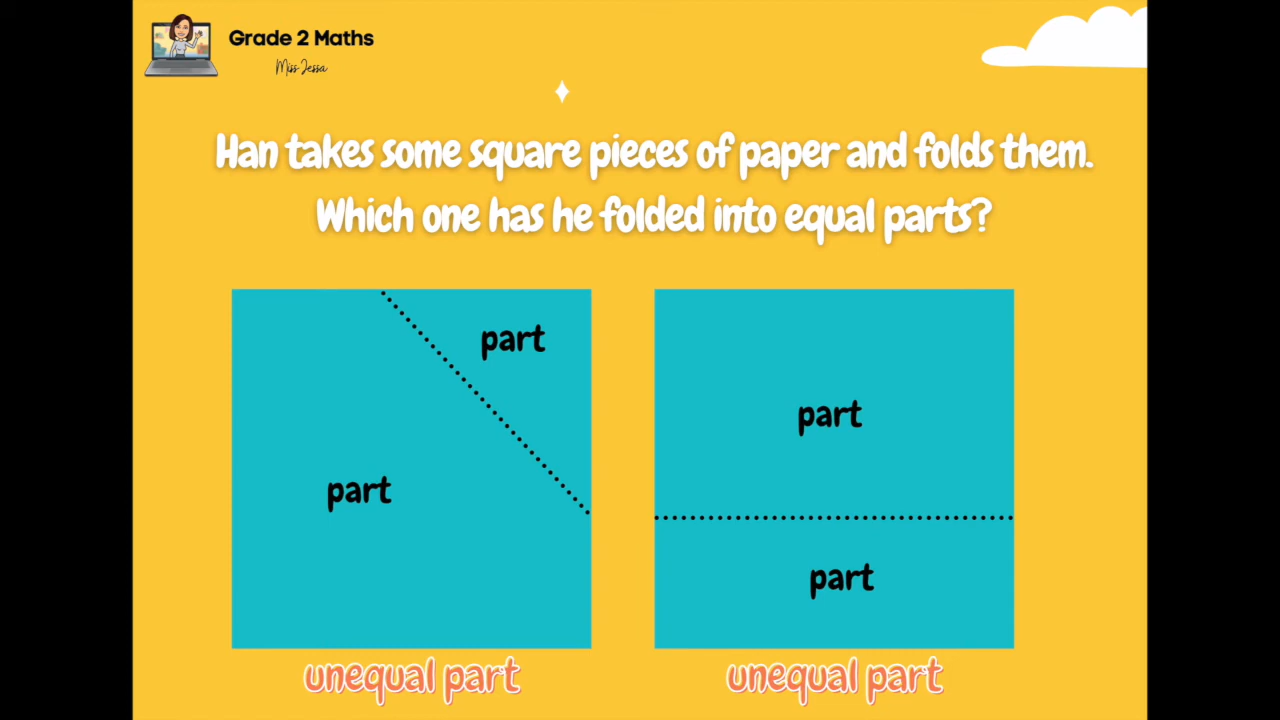 Grade 2 Maths
Miss Jessa
Han takes some square pieces of paper and folds them.
Which one has he folded into equal parts?
part
part
part
part
unequal part
unequal part